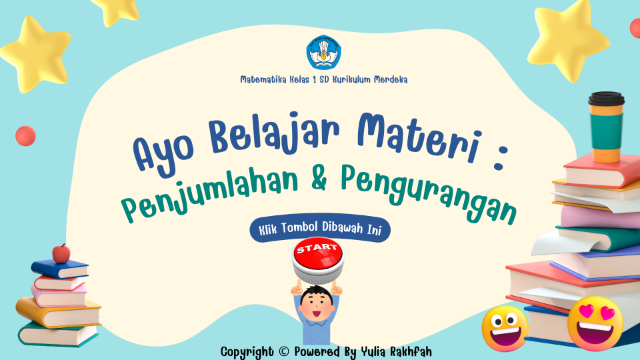 Matematika Kelas 1 SD Kurikulum Merdeka
Ayo Belajar Materi :
Penjumlahan & Pengurangan
Klik Tombol Dibawah Ini
START
Copyright © Powered By Yulia Rakhfah